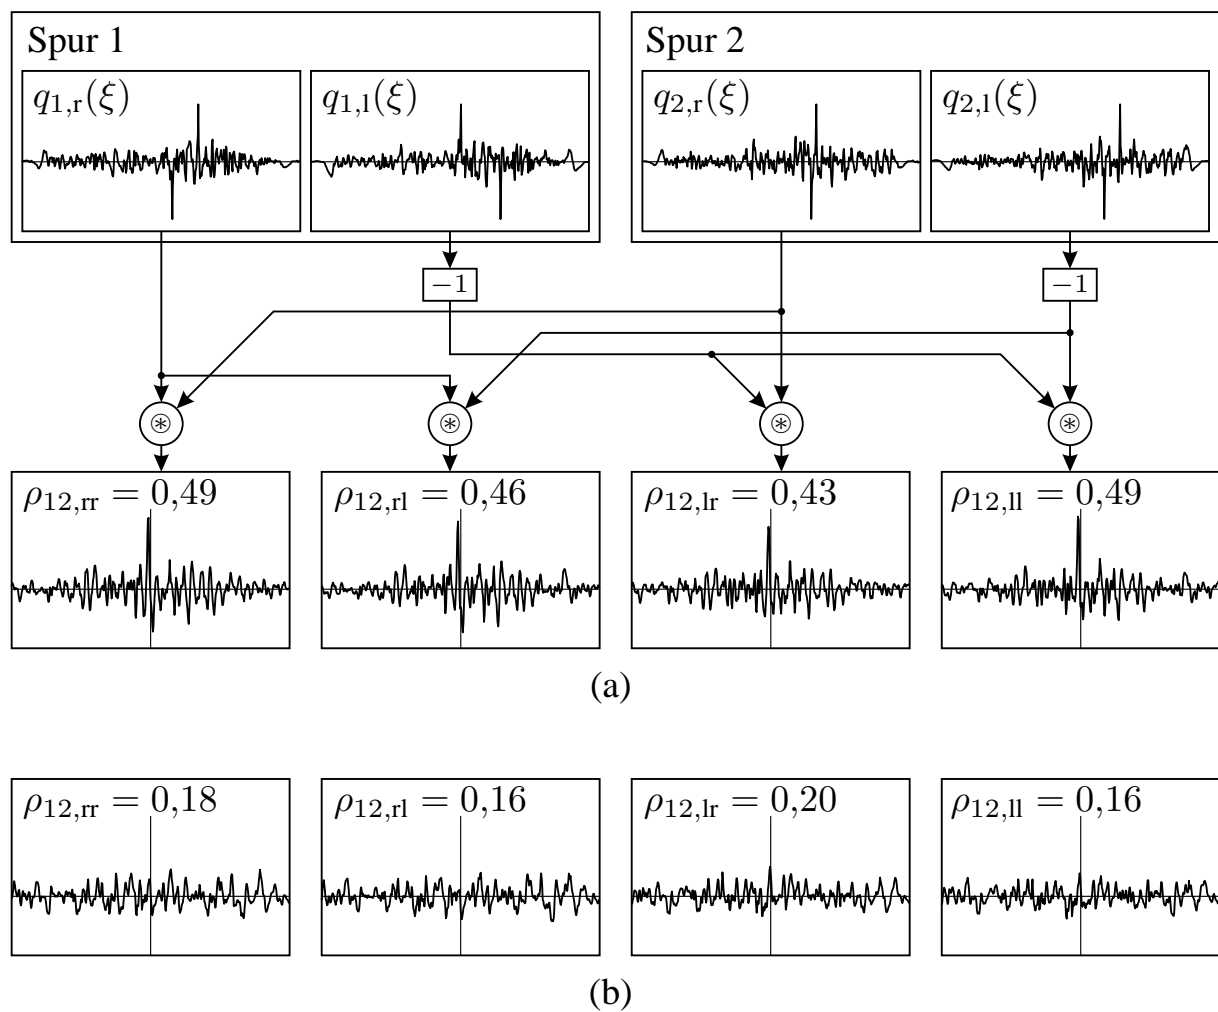 Spur 1
Spur 2
q₁,r(ξ)
q₁,l(ξ)
q₂,r(ξ)
q₂,l(ξ)
−1
−1
⊛
⊛
⊛
⊛
ρ₁₂,rr = 0,49
ρ₁₂,rl = 0,46
ρ₁₂,lr = 0,43
ρ₁₂,ll = 0,49
(a)
ρ₁₂,rr = 0,18
ρ₁₂,rl = 0,16
ρ₁₂,lr = 0,20
ρ₁₂,ll = 0,16
(b)